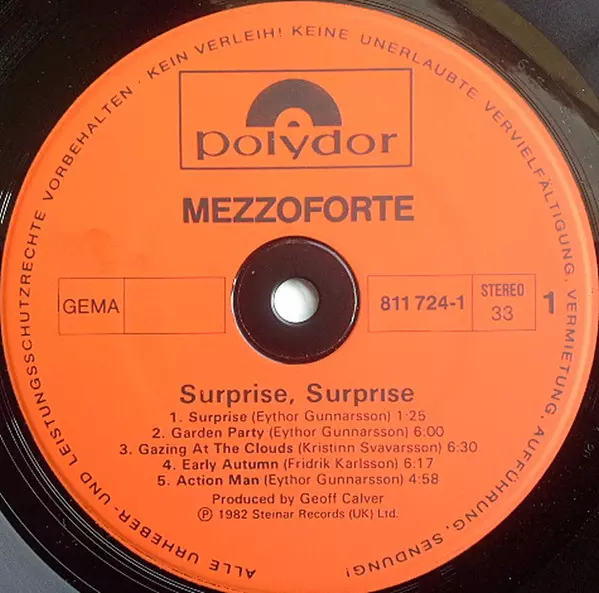 ALLE URHEBER- UND LEISTUNGSSCHUTZRECHTE VORBEHALTEN · KEIN VERLEIH! KEINE UNERLAUBTE VERVIELFÄLTIGUNG, VERMIETUNG, AUFFÜHRUNG, SENDUNG!
polydor
MEZZOFORTE
GEMA
811 724-1
STEREO
33
1
Surprise, Surprise
1. Surprise (Eythor Gunnarsson) 1:25
2. Garden Party (Eythor Gunnarsson) 6:00
3. Gazing At The Clouds (Kristinn Svavarsson) 6:30
4. Early Autumn (Fridrik Karlsson) 6:17
5. Action Man (Eythor Gunnarsson) 4:58
Produced by Geoff Calver
℗ 1982 Steinar Records (UK) Ltd.